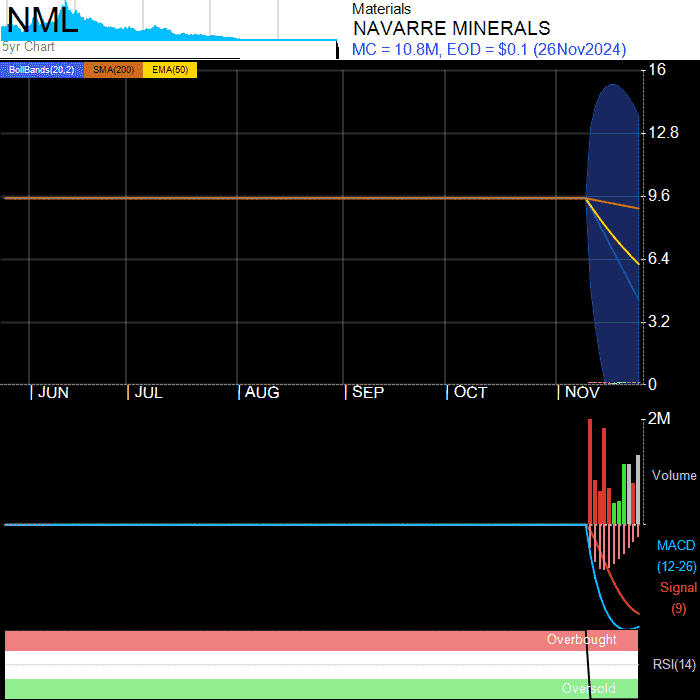 NML
5yr Chart
Materials
NAVARRE MINERALS
MC = 10.8M, EOD = $0.1 (26Nov2024)
BollBands(20,2) SMA(200) EMA(50)
16
12.8
9.6
6.4
3.2
0
JUN JUL AUG SEP OCT NOV
2M
Volume
MACD
(12-26)
Signal
(9)
Overbought
RSI(14)
Oversold